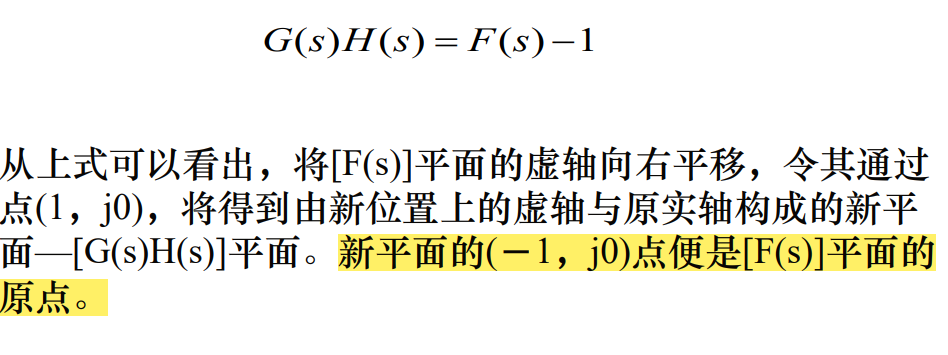 G(s)H(s) = F(s) − 1
从上式可以看出，将[F(s)]平面的虚轴向右平移，令其通过
点(1，j0)，将得到由新位置上的虚轴与原实轴构成的新平
面—[G(s)H(s)]平面。新平面的(－1，j0)点便是[F(s)]平面的
原点。